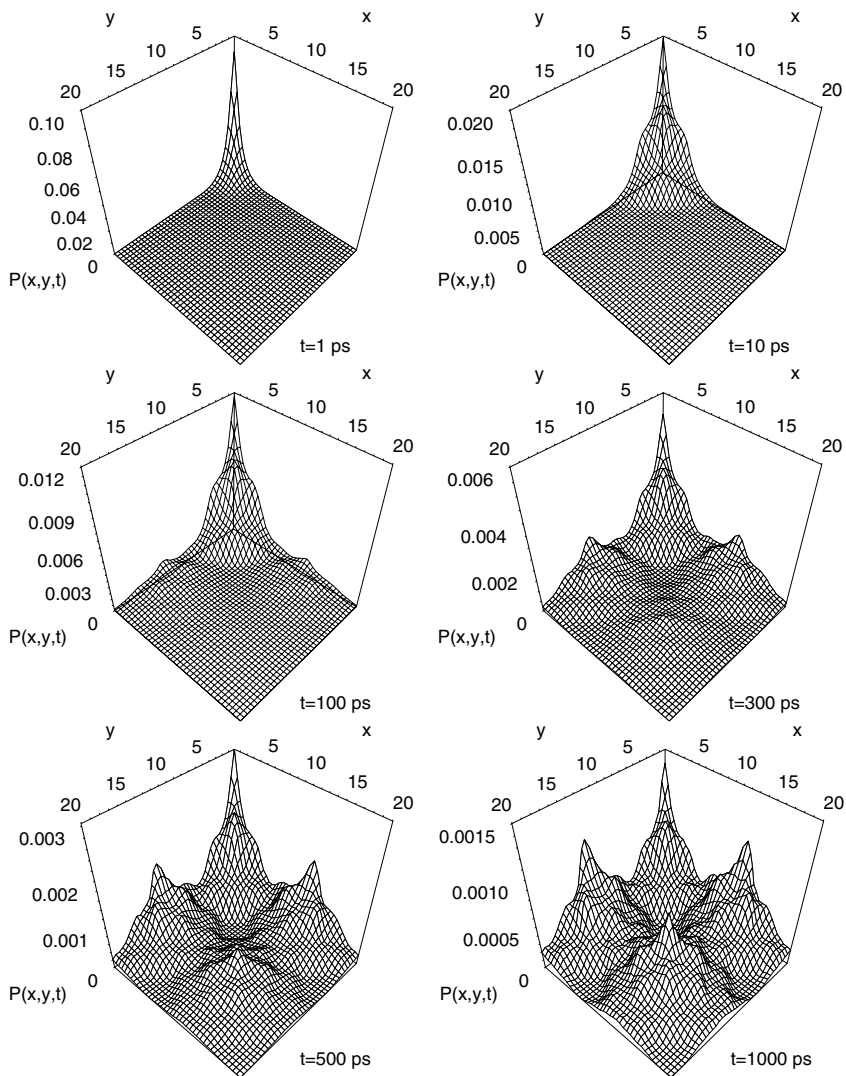 y x
5 5
10 10
15 15
20 20
0.10
0.08
0.06
0.04
0.02
0
P(x,y,t)
t=1 ps
y x
5 5
10 10
15 15
20 20
0.020
0.015
0.010
0.005
0
P(x,y,t)
t=10 ps
y x
5 5
10 10
15 15
20 20
0.012
0.009
0.006
0.003
0
P(x,y,t)
t=100 ps
y x
5 5
10 10
15 15
20 20
0.006
0.004
0.002
0
P(x,y,t)
t=300 ps
y x
5 5
10 10
15 15
20 20
0.003
0.002
0.001
0
P(x,y,t)
t=500 ps
y x
5 5
10 10
15 15
20 20
0.0015
0.0010
0.0005
0
P(x,y,t)
t=1000 ps